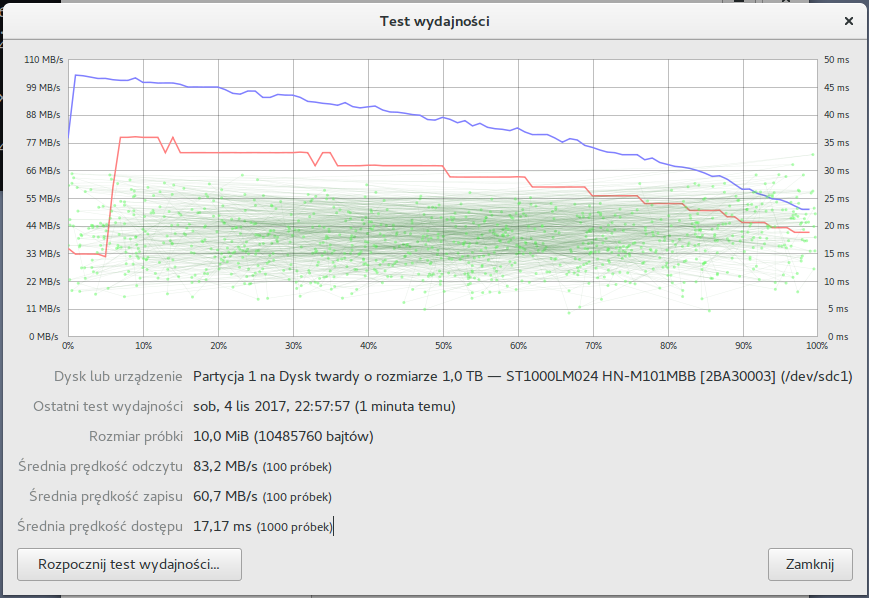 Test wydajności
110 MB/s
50 ms
99 MB/s
45 ms
88 MB/s
40 ms
77 MB/s
35 ms
66 MB/s
30 ms
55 MB/s
25 ms
44 MB/s
20 ms
33 MB/s
15 ms
22 MB/s
10 ms
11 MB/s
5 ms
0 MB/s
0 ms
0% 10% 20% 30% 40% 50% 60% 70% 80% 90% 100%
Dysk lub urządzenie Partycja 1 na Dysk twardy o rozmiarze 1,0 TB — ST1000LM024 HN-M101MBB [2BA30003] (/dev/sdc1)
Ostatni test wydajności sob, 4 lis 2017, 22:57:57 (1 minuta temu)
Rozmiar próbki 10,0 MiB (10485760 bajtów)
Średnia prędkość odczytu 83,2 MB/s (100 próbek)
Średnia prędkość zapisu 60,7 MB/s (100 próbek)
Średnia prędkość dostępu 17,17 ms (1000 próbek)
Rozpocznij test wydajności... Zamknij